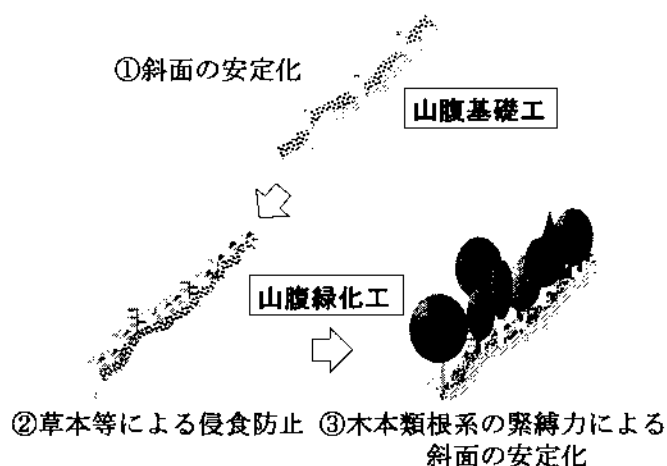 ①斜面の安定化
山腹基礎工
山腹緑化工
②草本等による侵食防止
③木本類根系の緊縛力による
斜面の安定化